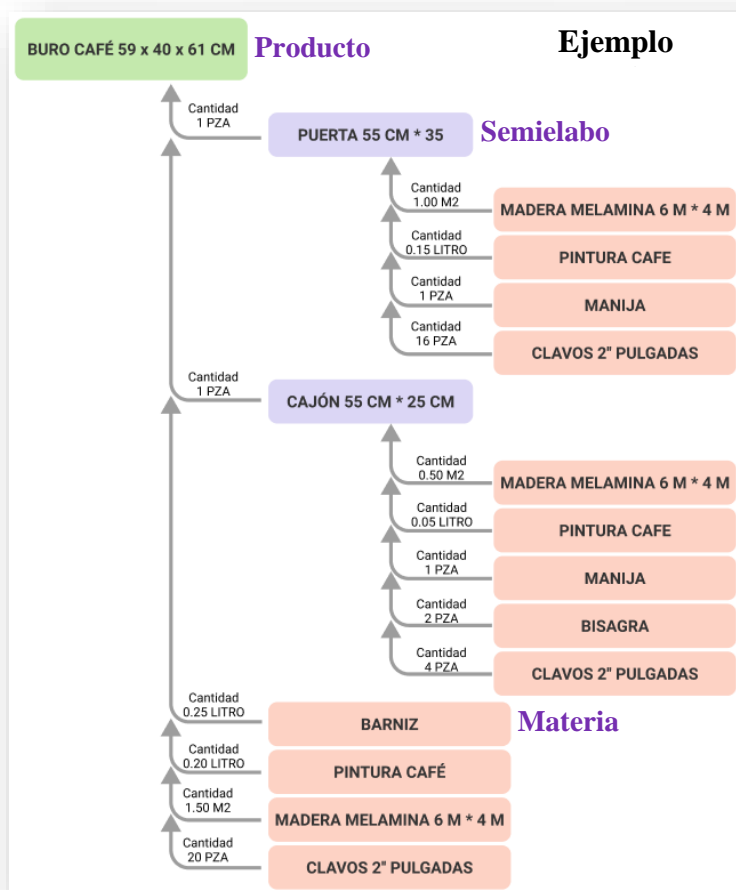 BURO CAFÉ 59 x 40 x 61 CM
Producto
Ejemplo
Cantidad
1 PZA
PUERTA 55 CM * 35
Semielabo
Cantidad
1.00 M2
MADERA MELAMINA 6 M * 4 M
Cantidad
0.15 LITRO
PINTURA CAFE
Cantidad
1 PZA
MANIJA
Cantidad
16 PZA
CLAVOS 2" PULGADAS
Cantidad
1 PZA
CAJÓN 55 CM * 25 CM
Cantidad
0.50 M2
MADERA MELAMINA 6 M * 4 M
Cantidad
0.05 LITRO
PINTURA CAFE
Cantidad
1 PZA
MANIJA
Cantidad
2 PZA
BISAGRA
Cantidad
4 PZA
CLAVOS 2" PULGADAS
Cantidad
0.25 LITRO
BARNIZ
Materia
Cantidad
0.20 LITRO
PINTURA CAFÉ
Cantidad
1.50 M2
MADERA MELAMINA 6 M * 4 M
Cantidad
20 PZA
CLAVOS 2" PULGADAS